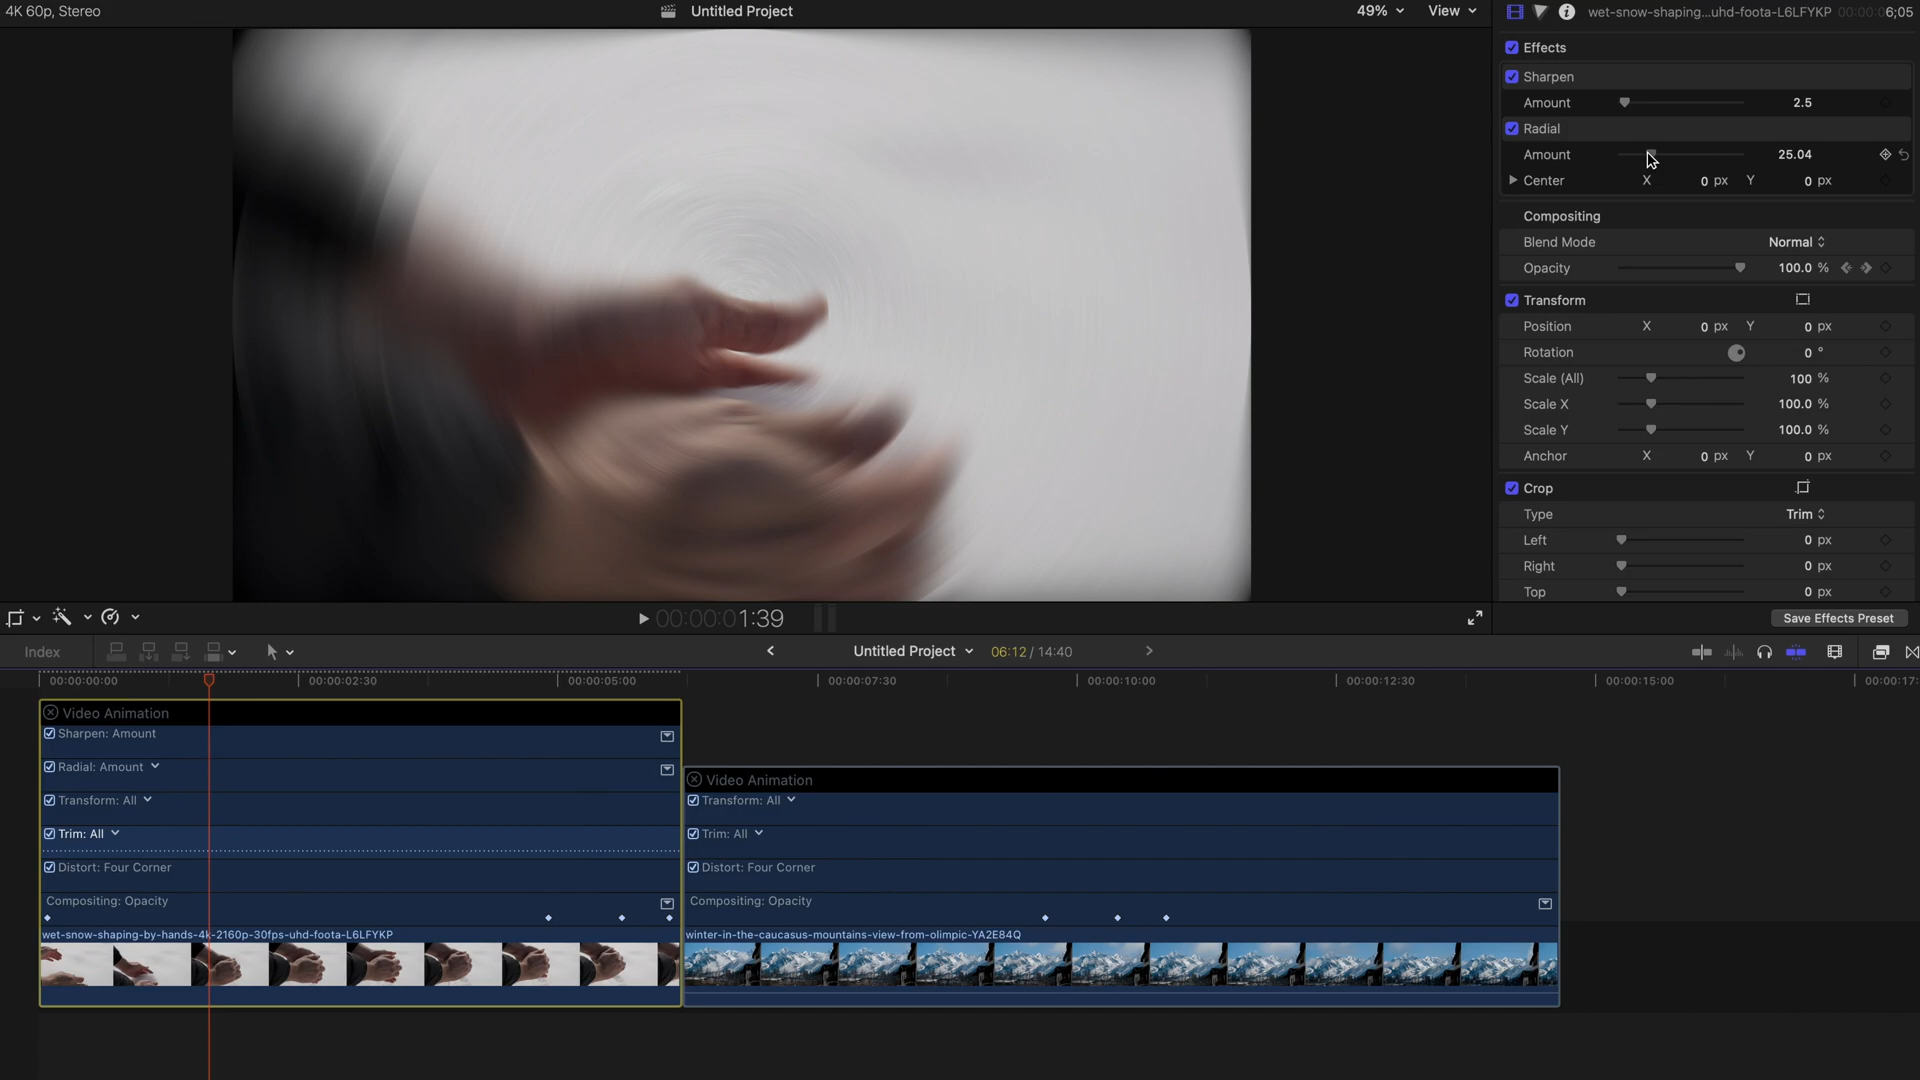 4K 60p, Stereo
Untitled Project
49%
View
wet-snow-shaping...uhd-foota-L6LFYKP
00:00:06;05
Effects
Sharpen
Amount
2.5
Radial
Amount
25.04
Center X 0 px Y 0 px
Compositing
Blend Mode Normal
Opacity 100.0 %
Transform
Position X 0 px Y 0 px
Rotation 0 °
Scale (All) 100 %
Scale X 100.0 %
Scale Y 100.0 %
Anchor X 0 px Y 0 px
Crop
Type Trim
Left 0 px
Right 0 px
Top 0 px
00:00:01:39
Save Effects Preset
Index
Untitled Project
06:12 / 14:40
00:00:00:00
00:00:02:30
00:00:05:00
00:00:07:30
00:00:10:00
00:00:12:30
00:00:15:00
00:00:17:
Video Animation
Sharpen: Amount
Radial: Amount
Transform: All
Trim: All
Distort: Four Corner
Compositing: Opacity
wet-snow-shaping-by-hands-4k-2160p-30fps-uhd-foota-L6LFYKP
Video Animation
Transform: All
Trim: All
Distort: Four Corner
Compositing: Opacity
winter-in-the-caucasus-mountains-view-from-olimpic-YA2E84Q